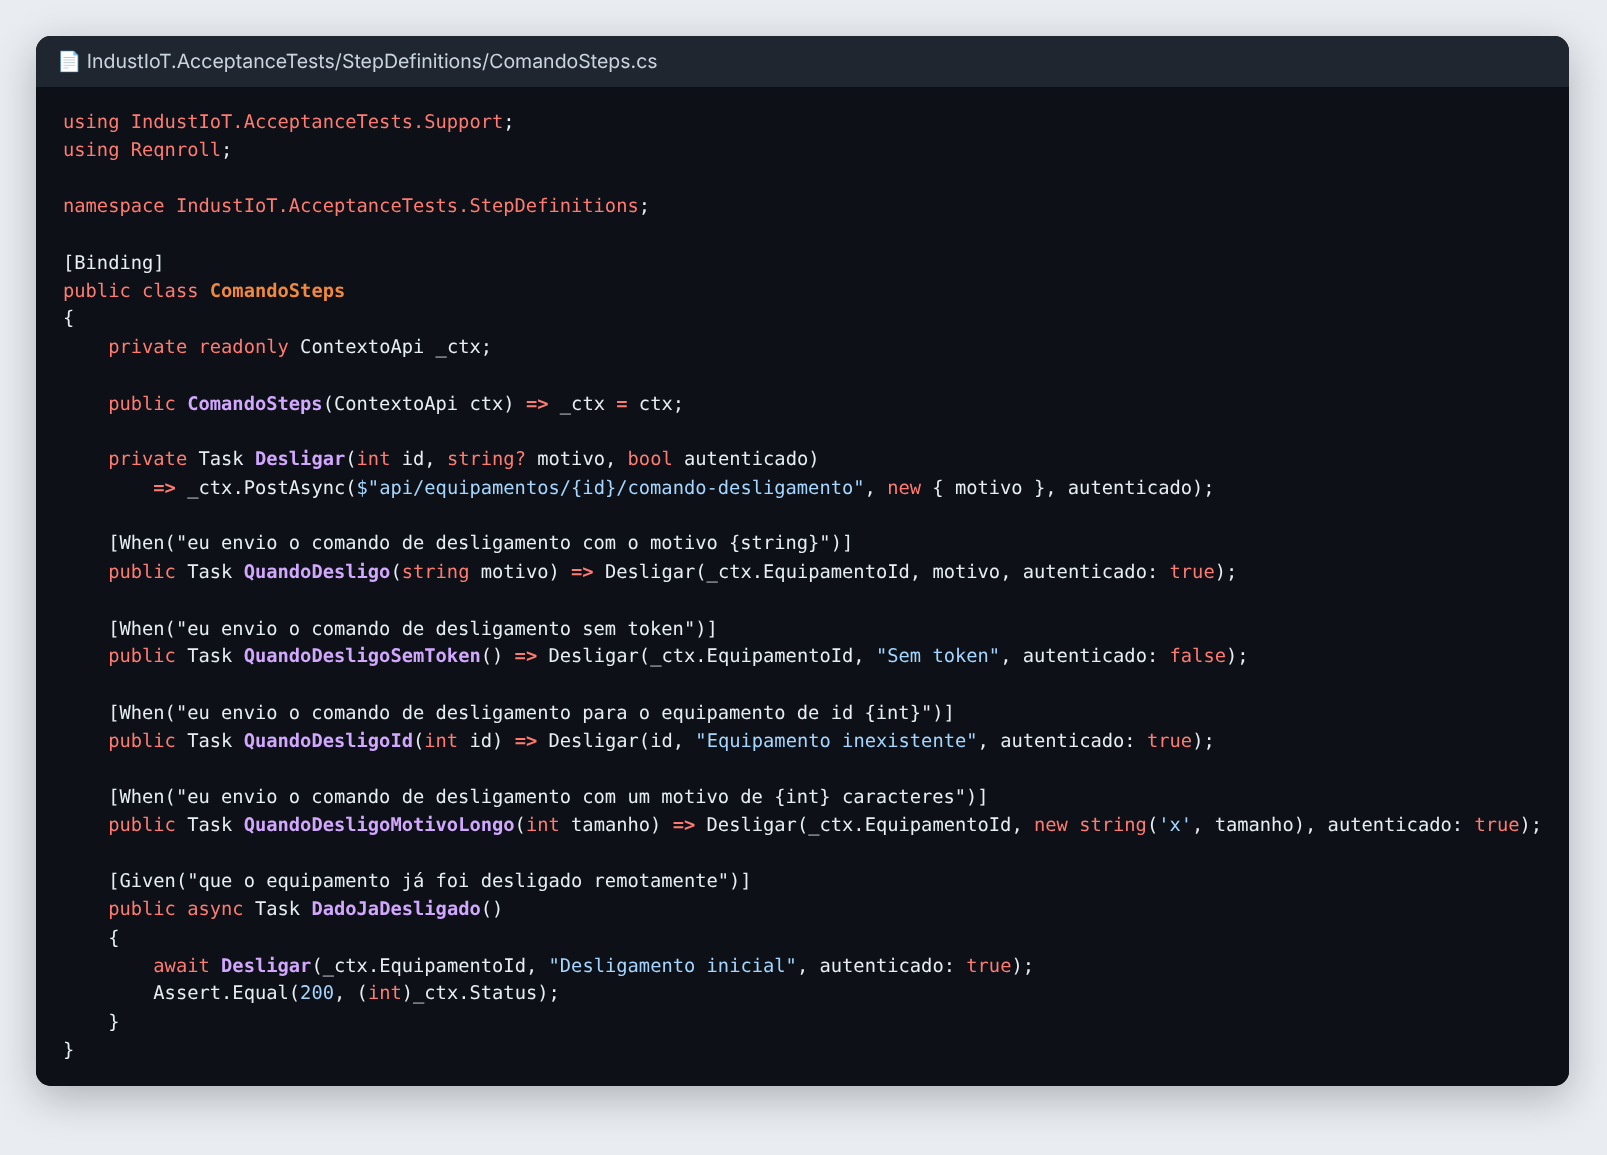 IndustIoT.AcceptanceTests/StepDefinitions/ComandoSteps.cs
using IndustIoT.AcceptanceTests.Support;
using Reqnroll;
namespace IndustIoT.AcceptanceTests.StepDefinitions;
[Binding]
public class ComandoSteps
{
    private readonly ContextoApi _ctx;
    public ComandoSteps(ContextoApi ctx) => _ctx = ctx;
    private Task Desligar(int id, string? motivo, bool autenticado)
        => _ctx.PostAsync($"api/equipamentos/{id}/comando-desligamento", new { motivo }, autenticado);
    [When("eu envio o comando de desligamento com o motivo {string}")]
    public Task QuandoDesligo(string motivo) => Desligar(_ctx.EquipamentoId, motivo, autenticado: true);
    [When("eu envio o comando de desligamento sem token")]
    public Task QuandoDesligoSemToken() => Desligar(_ctx.EquipamentoId, "Sem token", autenticado: false);
    [When("eu envio o comando de desligamento para o equipamento de id {int}")]
    public Task QuandoDesligoId(int id) => Desligar(id, "Equipamento inexistente", autenticado: true);
    [When("eu envio o comando de desligamento com um motivo de {int} caracteres")]
    public Task QuandoDesligoMotivoLongo(int tamanho) => Desligar(_ctx.EquipamentoId, new string('x', tamanho), autenticado: true);
    [Given("que o equipamento já foi desligado remotamente")]
    public async Task DadoJaDesligado()
    {
        await Desligar(_ctx.EquipamentoId, "Desligamento inicial", autenticado: true);
        Assert.Equal(200, (int)_ctx.Status);
    }
}